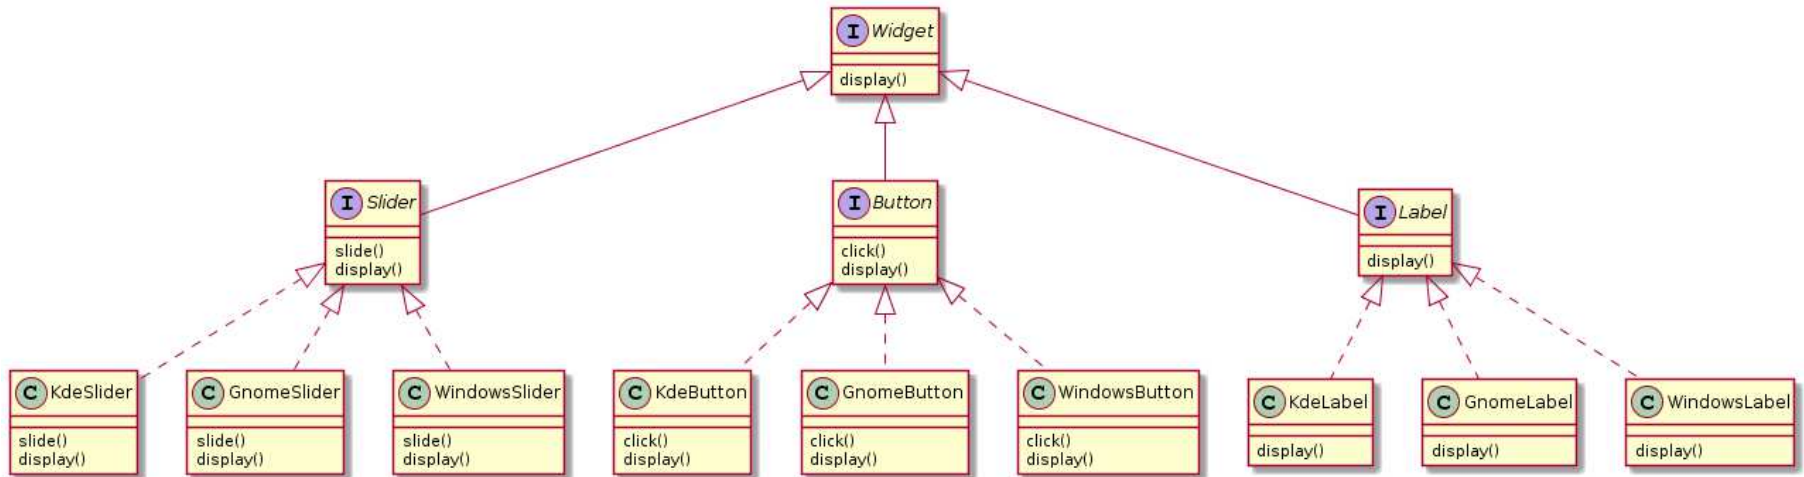 I Widget
display()
I Slider
slide()
display()
I Button
click()
display()
I Label
display()
C KdeSlider
slide()
display()
C GnomeSlider
slide()
display()
C WindowsSlider
slide()
display()
C KdeButton
click()
display()
C GnomeButton
click()
display()
C WindowsButton
click()
display()
C KdeLabel
display()
C GnomeLabel
display()
C WindowsLabel
display()